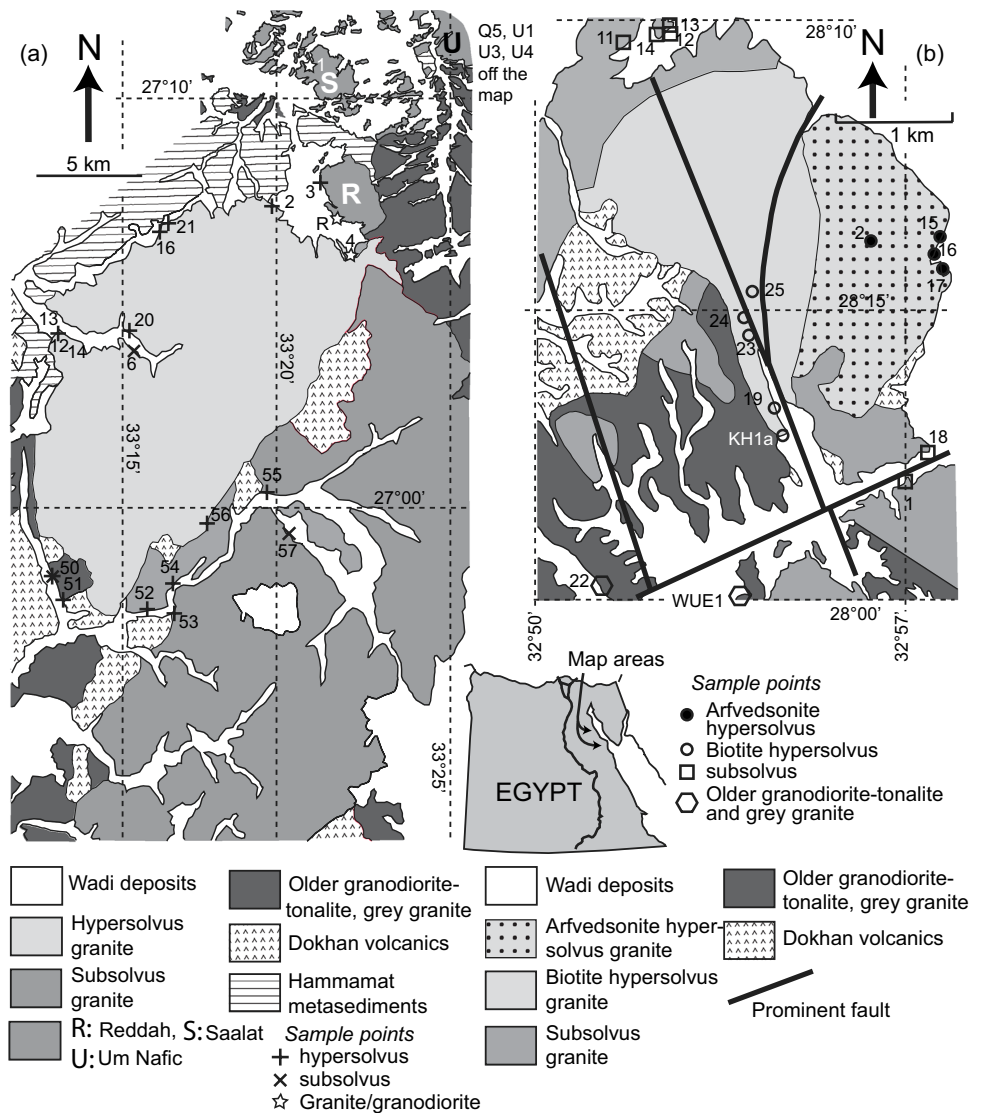 (a)
N
27°10'
5 km
U
Q5, U1
U3, U4
off the
map
1
S
3
R
R
4
2
21
16
13
12
14
20
6
33°20'
33°15'
55
27°00'
56
57
50
51
54
52
53
33°25'
(b)
N
28°10'
1 km
11
14
13
12
2
15
16
17
28°15'
25
24
23
19
KH1a
18
1
22
WUE1
28°00'
32°50'
32°57'
Map areas
EGYPT
Sample points
Arfvedsonite
hypersolvus
Biotite hypersolvus
subsolvus
Older granodiorite-tonalite
and grey granite
Wadi deposits
Hypersolvus
granite
Subsolvus
granite
R: Reddah, S: Saalat
U: Um Nafic
Older granodiorite-
tonalite, grey granite
Dokhan volcanics
Hammamat
metasediments
Sample points
hypersolvus
subsolvus
Granite/granodiorite
Wadi deposits
Arfvedsonite hyper-
solvus granite
Biotite hypersolvus
granite
Subsolvus
granite
Older granodiorite-
tonalite, grey granite
Dokhan volcanics
Prominent fault